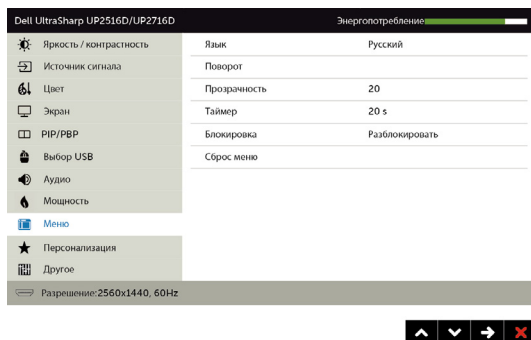 Dell UltraSharp UP2516D/UP2716D Энергопотребление
Яркость / контрастность Язык Русский
Источник сигнала Поворот
Цвет Прозрачность 20
Экран Таймер 20 s
PIP/PBP Блокировка Разблокировать
Выбор USB Сброс меню
Аудио
Мощность
Меню
Персонализация
Другое
Разрешение:2560x1440, 60Hz